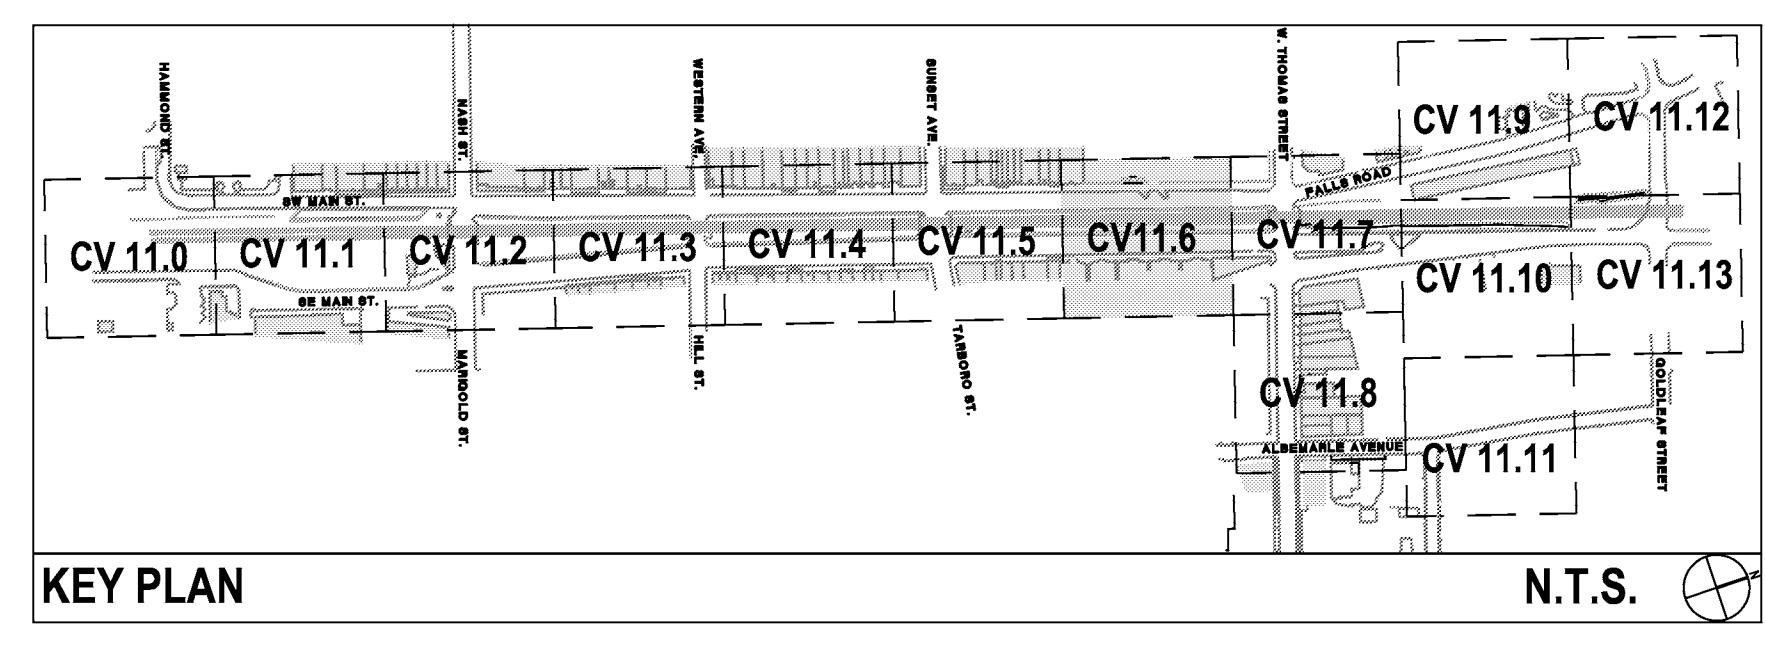 HAMMOND ST.
NASH ST.
WESTERN AVE.
SUNSET AVE.
W. THOMAS STREET
CV 11.9
CV 11.12
FALLS ROAD
SW MAIN ST.
CV 11.0
CV 11.1
CV 11.2
CV 11.3
CV 11.4
CV 11.5
CV11.6
CV 11.7
CV 11.10
CV 11.13
SE MAIN ST.
MARIGOLD ST.
HILL ST.
TARBORO ST.
CV 11.8
GOLDLEAF STREET
ALBEMARLE AVENUE
CV 11.11
KEY PLAN
N.T.S.
N